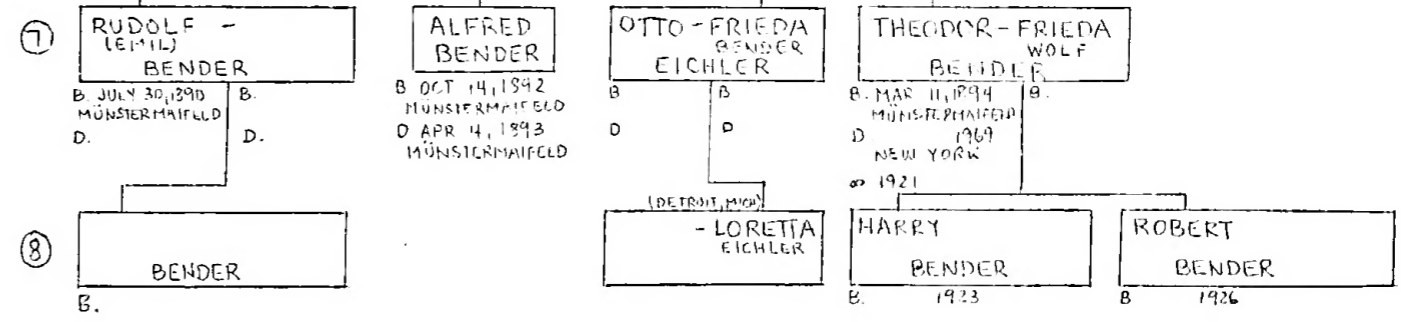 ⑦
RUDOLF -
(EMIL)
BENDER
B. JULY 30, 1890 B.
MÜNSTERMAIFELD
D. D.
ALFRED
BENDER
B OCT 14, 1892
MÜNSTERMAIFELD
D APR 4, 1893
MÜNSTERMAIFELD
OTTO - FRIEDA
BENDER
EICHLER
B B
D D
THEODOR - FRIEDA
WOLF
BENDER
B. MAR 11, 1894 B.
MÜNSTERMAIFELD
D. 1969
NEW YORK
∞ 1921
⑧
BENDER
B.
(DETROIT, MICH)
- LORETTA
EICHLER
HARRY
BENDER
B. 1923
ROBERT
BENDER
B 1926